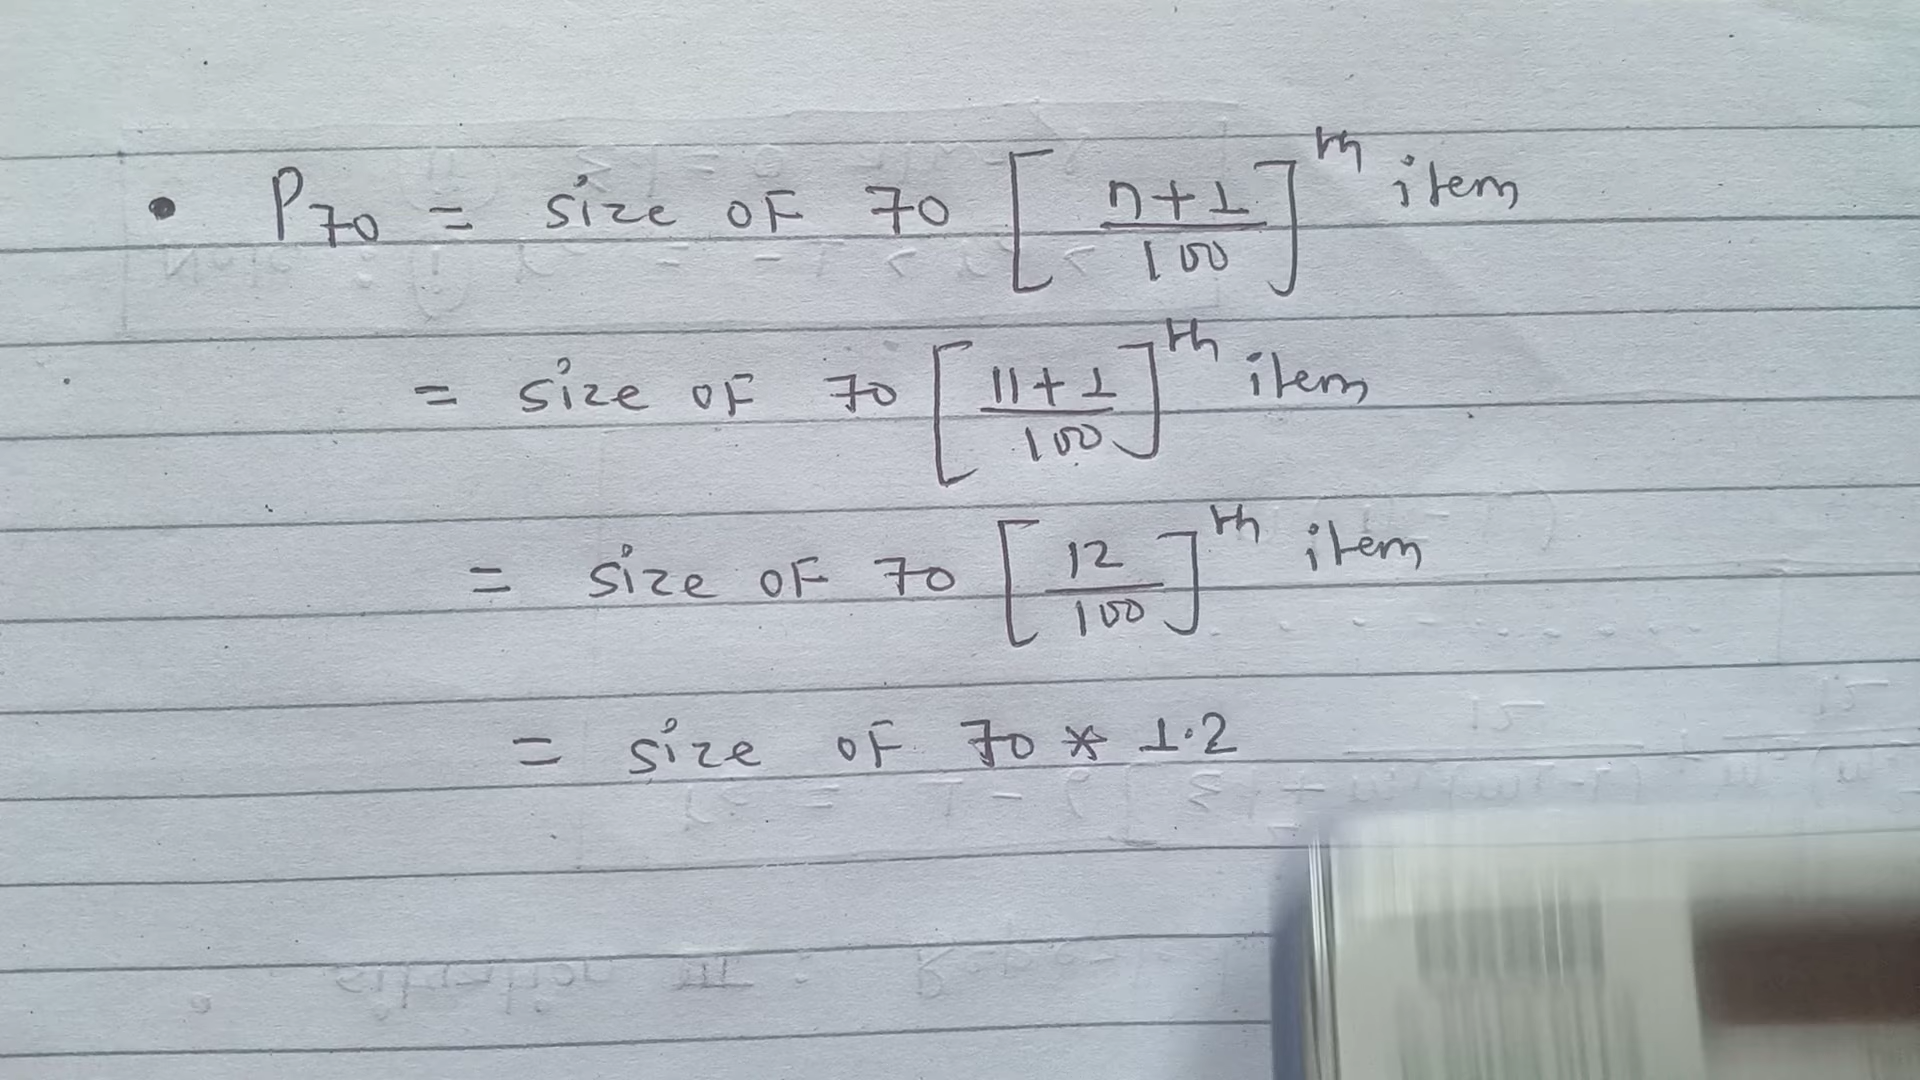 • P70 = size of 70 [ n+1 / 100 ]th item
= size of 70 [ 11+1 / 100 ]th item
= size of 70 [ 12 / 100 ]th item
= size of 70 * 1.2